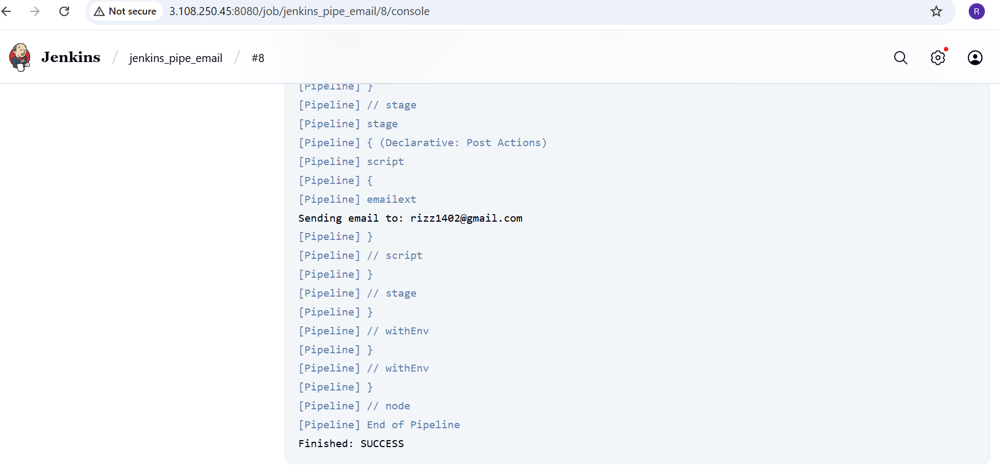 Not secure 3.108.250.45:8080/job/jenkins_pipe_email/8/console R
Jenkins / jenkins_pipe_email / #8
[Pipeline] }
[Pipeline] // stage
[Pipeline] stage
[Pipeline] { (Declarative: Post Actions)
[Pipeline] script
[Pipeline] {
[Pipeline] emailext
Sending email to: rizz1402@gmail.com
[Pipeline] }
[Pipeline] // script
[Pipeline] }
[Pipeline] // stage
[Pipeline] }
[Pipeline] // withEnv
[Pipeline] }
[Pipeline] // withEnv
[Pipeline] }
[Pipeline] // node
[Pipeline] End of Pipeline
Finished: SUCCESS